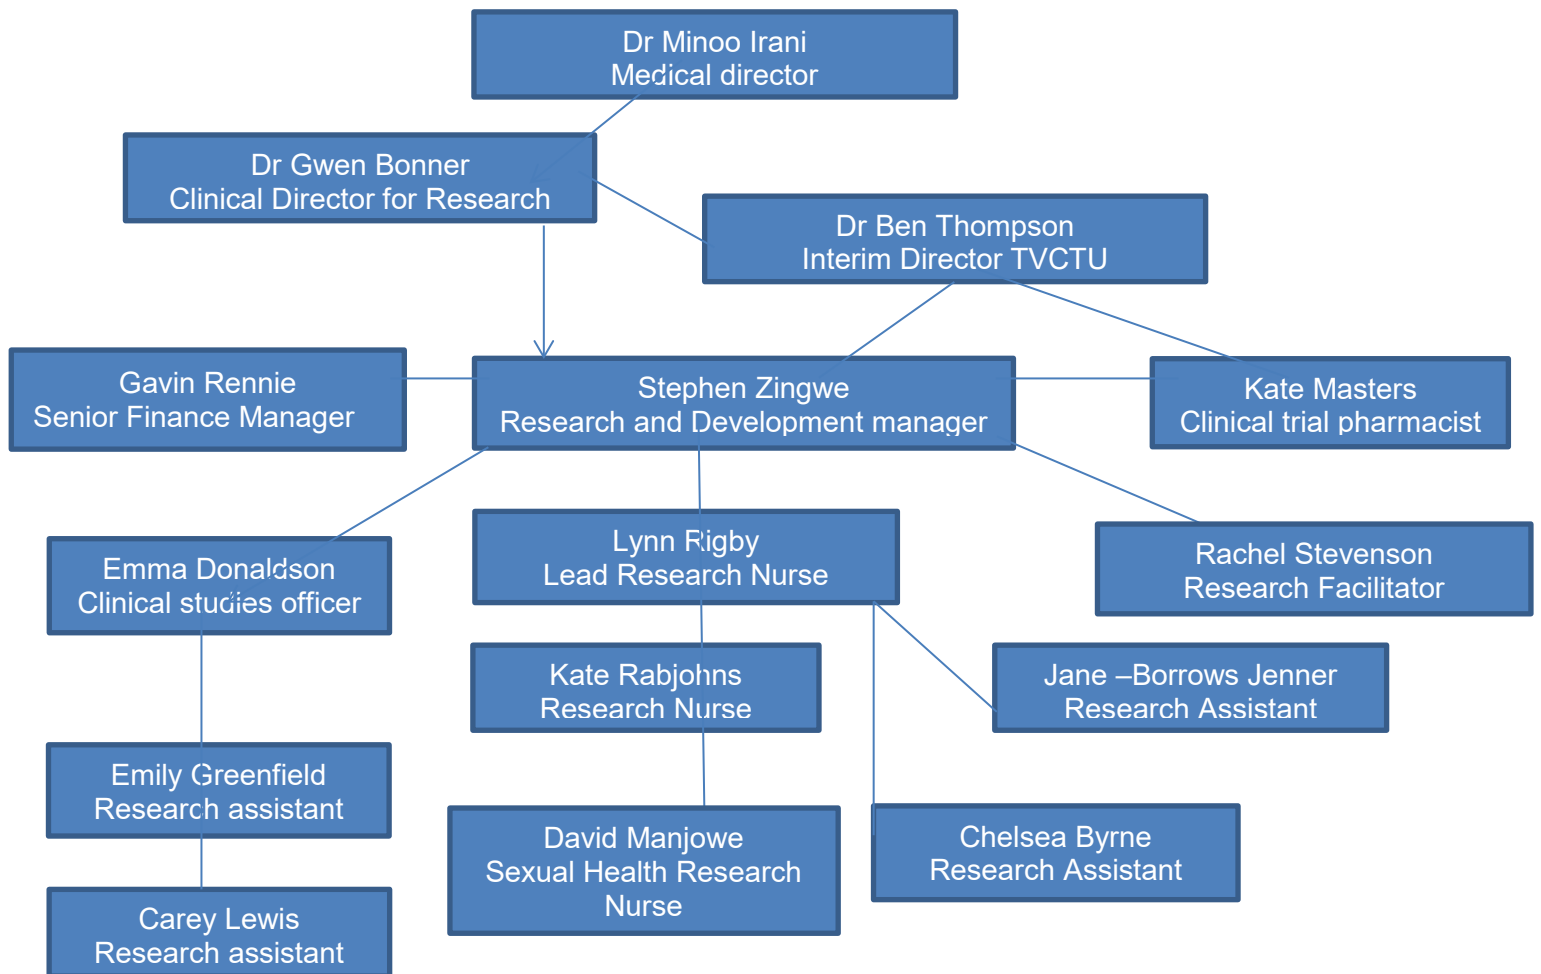 Dr Minoo Irani
Medical director
Dr Gwen Bonner
Clinical Director for Research
Dr Ben Thompson
Interim Director TVCTU
Gavin Rennie
Senior Finance Manager
Stephen Zingwe
Research and Development manager
Kate Masters
Clinical trial pharmacist
Emma Donaldson
Clinical studies officer
Lynn Rigby
Lead Research Nurse
Rachel Stevenson
Research Facilitator
Kate Rabjohns
Research Nurse
Jane –Borrows Jenner
Research Assistant
Emily Greenfield
Research assistant
David Manjowe
Sexual Health Research
Nurse
Chelsea Byrne
Research Assistant
Carey Lewis
Research assistant